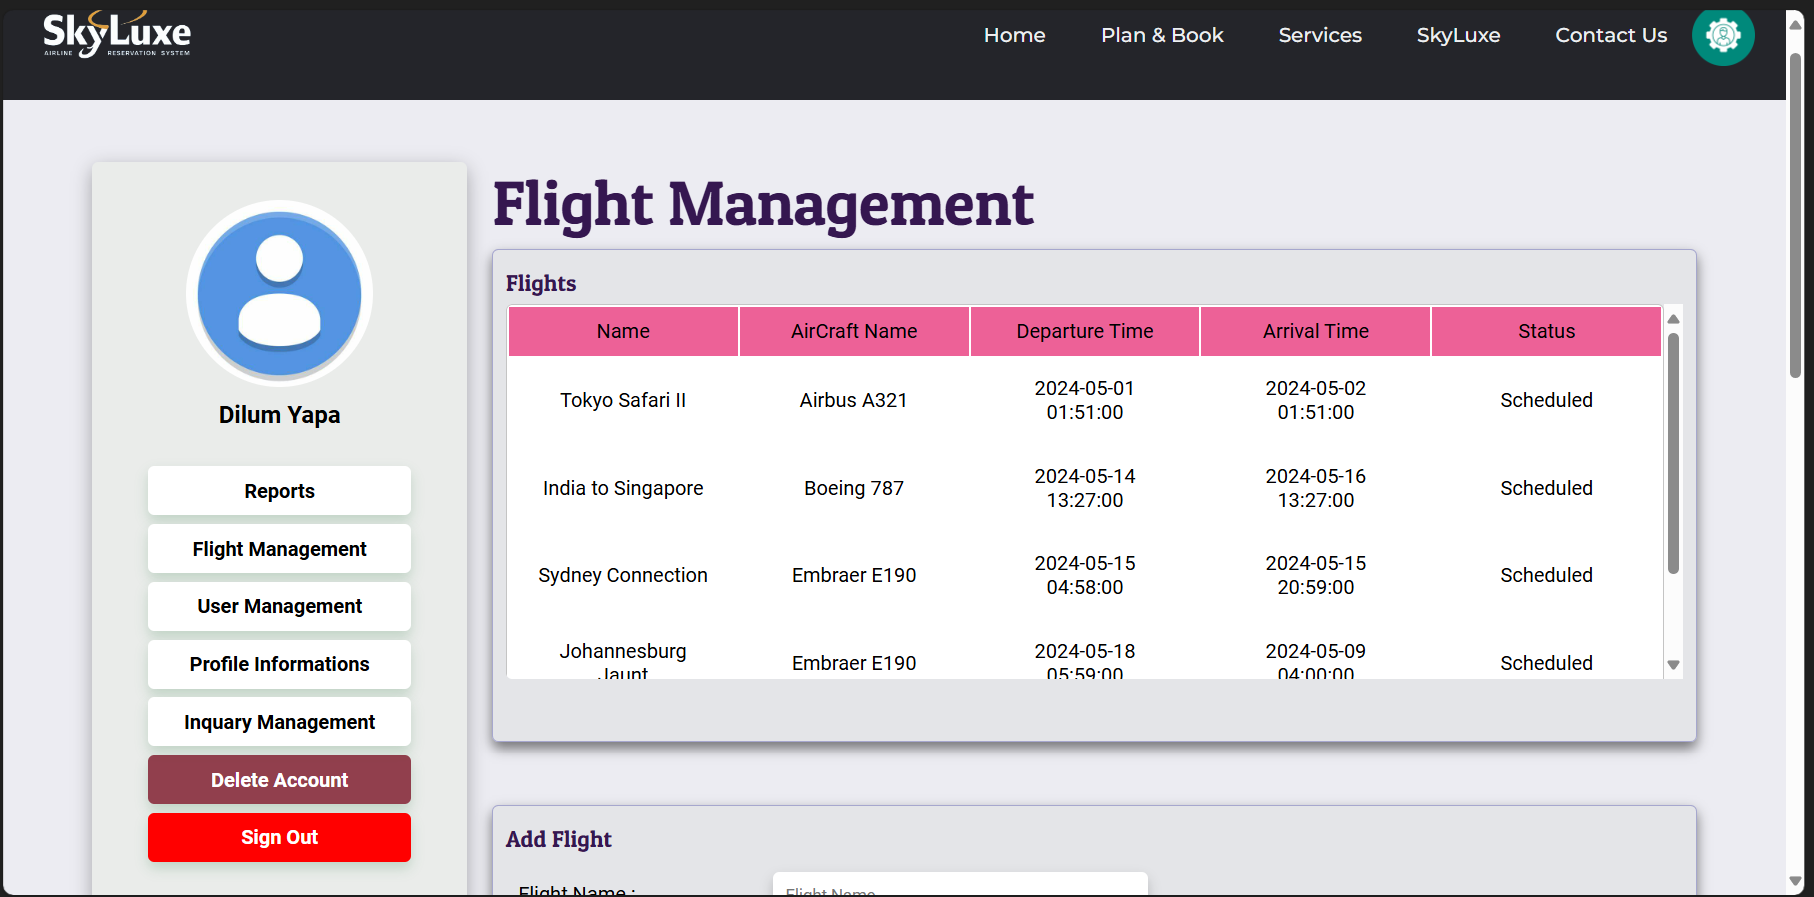 SkyLuxe
AIRLINE RESERVATION SYSTEM
Home Plan & Book Services SkyLuxe Contact Us
Dilum Yapa
Reports
Flight Management
User Management
Profile Informations
Inquary Management
Delete Account
Sign Out
Flight Management
Flights
Name AirCraft Name Departure Time Arrival Time Status
Tokyo Safari II Airbus A321 2024-05-01 01:51:00 2024-05-02 01:51:00 Scheduled
India to Singapore Boeing 787 2024-05-14 13:27:00 2024-05-16 13:27:00 Scheduled
Sydney Connection Embraer E190 2024-05-15 04:58:00 2024-05-15 20:59:00 Scheduled
Johannesburg Jaunt Embraer E190 2024-05-18 05:59:00 2024-05-09 04:00:00 Scheduled
Add Flight
Flight Name : Flight Name